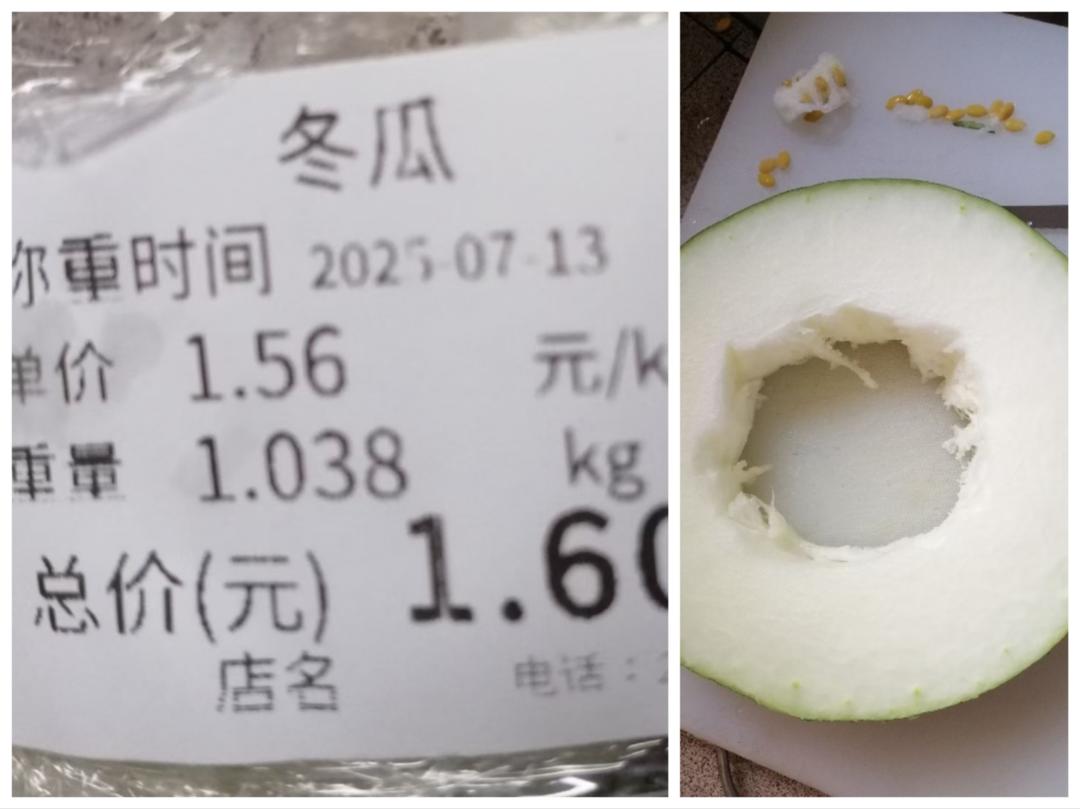 冬瓜
称重时间 2025-07-13
单价 1.56 元/k
重量 1.038 kg
总价(元) 1.60
店名 电话：2